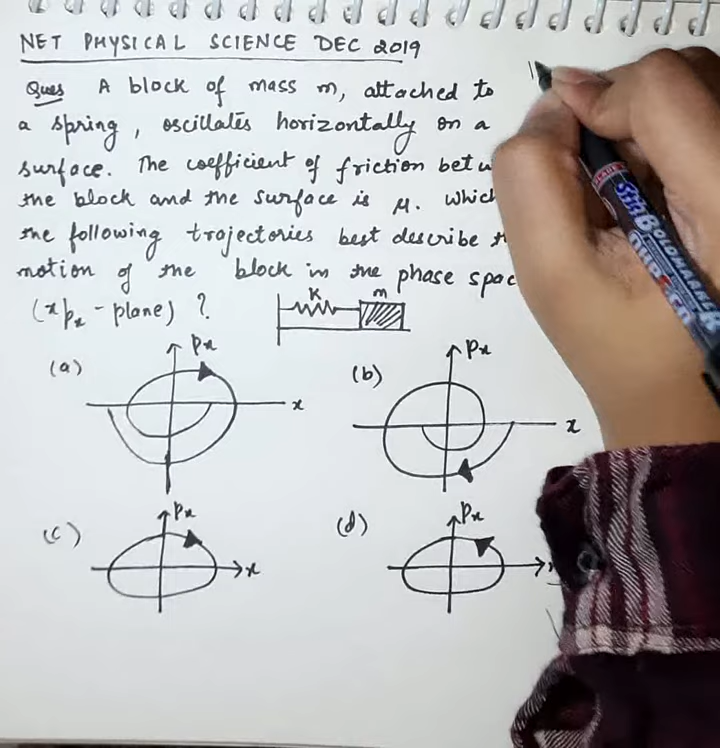 NET PHYSICAL SCIENCE DEC 2019
Ques A block of mass m, attached to
a spring, oscillates horizontally on a
surface. The coefficient of friction
the block and the surface is μ. Which
the following trajectories best describe
motion of the block in the phase
(xpx - plane) ?
K m
(a) px x
(b) px x
(c) px x
(d) px